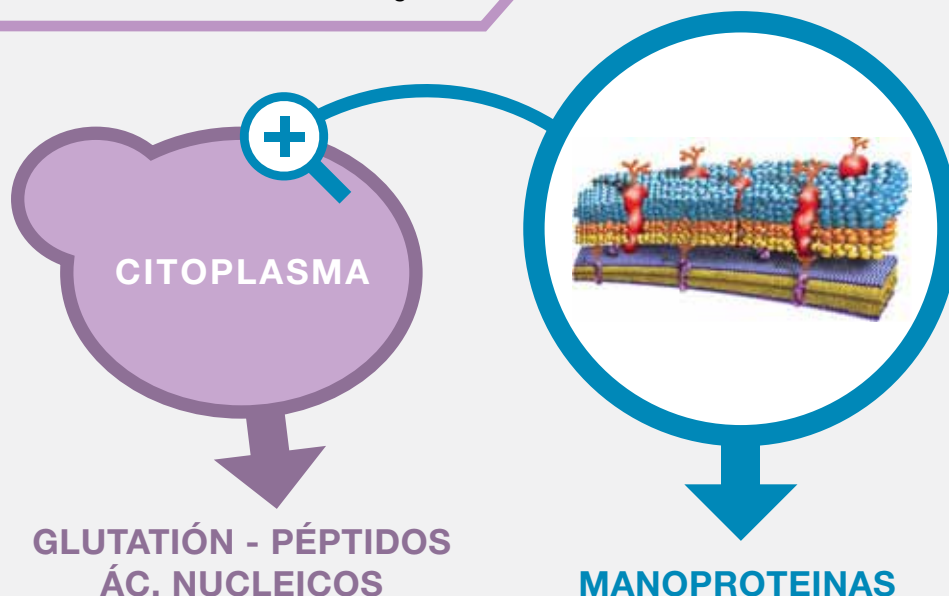 CITOPLASMA
GLUTATIÓN - PÉPTIDOS
ÁC. NUCLEICOS
MANOPROTEINAS